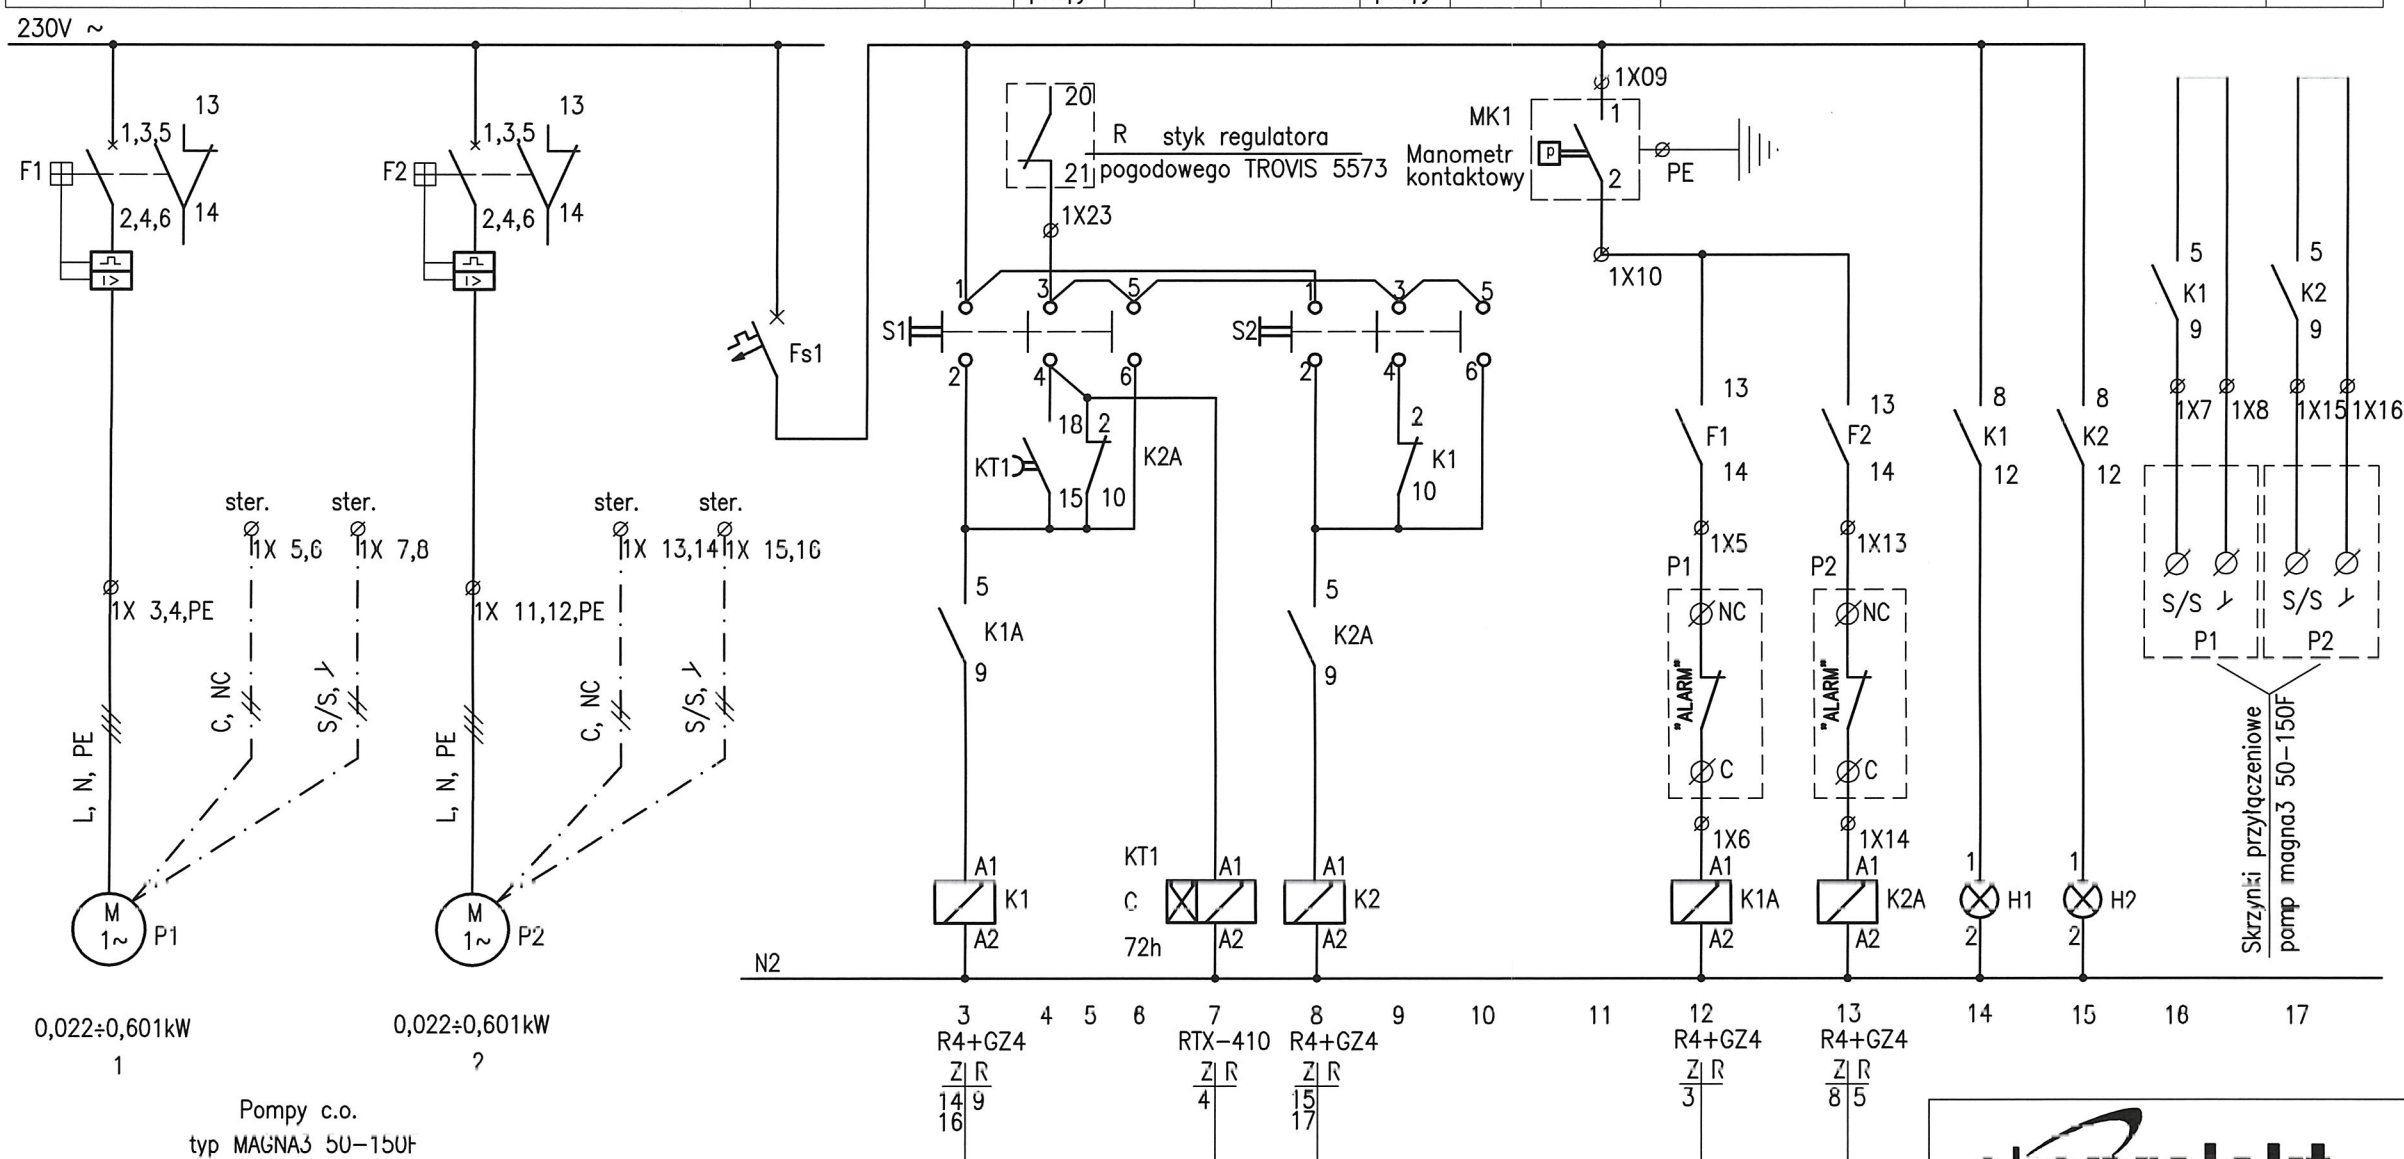 230V ~
13
1,3,5
F1
2,4,6
14
13
1,3,5
F2
2,4,6
14
I>
I>
Fs1
20
21
R styk regulatora
pogodowego TROVIS 5573
1X23
1X09
MK1
1
p
2
Manometr
kontaktowy
PE
1X10
1
3
5
S1
2
4
6
1
3
5
S2
2
4
6
18
2
KT1
K2A
15
10
2
K1
10
5
K1A
9
5
K2A
9
13
F1
14
13
F2
14
8
K1
12
8
K2
12
5
K1
9
5
K2
9
1X7
1X8
1X15
1X16
S/S
Y
P1
S/S
Y
P2
Skrzynki przyłączeniowe
pomp magna3 50-150F
ster.
1X 5,6
ster.
1X 7,8
ster.
1X 13,14
ster.
1X 15,16
1X 3,4,PE
1X 11,12,PE
L, N, PE
C, NC
S/S, Y
L, N, PE
C, NC
S/S, Y
1X5
P1
NC
"ALARM"
C
1X6
1X13
P2
NC
"ALARM"
C
1X14
M
1~
P1
M
1~
P2
A1
K1
A2
KT1
C
72h
A1
A2
A1
K2
A2
A1
K1A
A2
A1
K2A
A2
1
H1
2
1
H2
2
N2
0,022÷0,601kW
1
0,022÷0,601kW
2
Pompy c.o.
typ MAGNA3 50-150F
3 4 5 6 7 8 9 10 11 12 13 14 15 16 17
R4+GZ4
Z R
14 9
16
RTX-410
Z R
4
R4+GZ4
Z R
15
17
R4+GZ4
Z R
3
R4+GZ4
Z R
8 5